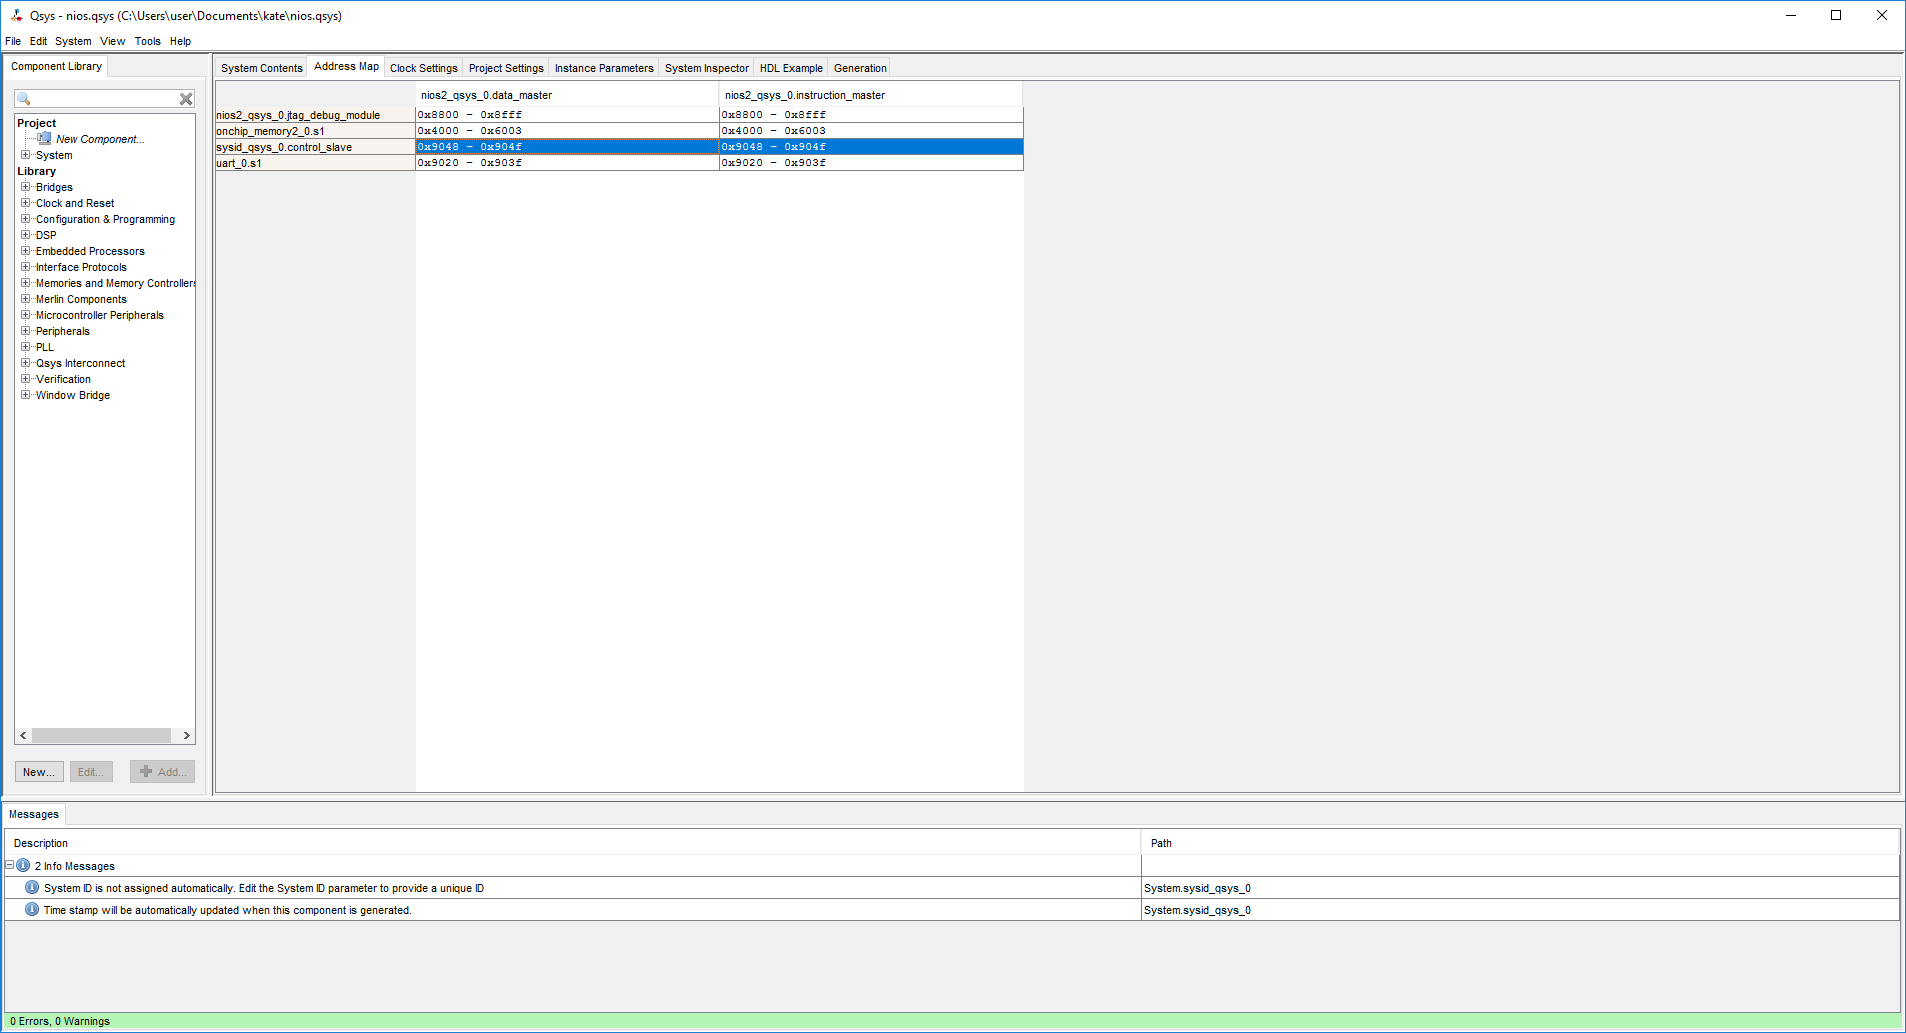 Qsys - nios.qsys (C:\Users\user\Documents\kate\nios.qsys)
File Edit System View Tools Help
Component Library
Project
New Component...
System
Library
Bridges
Clock and Reset
Configuration & Programming
DSP
Embedded Processors
Interface Protocols
Memories and Memory Controllers
Merlin Components
Microcontroller Peripherals
Peripherals
PLL
Qsys Interconnect
Verification
Window Bridge
New... Edit... Add...
System Contents Address Map Clock Settings Project Settings Instance Parameters System Inspector HDL Example Generation
nios2_qsys_0.data_master nios2_qsys_0.instruction_master
nios2_qsys_0.jtag_debug_module 0x8800 - 0x8fff 0x8800 - 0x8fff
onchip_memory2_0.s1 0x4000 - 0x6003 0x4000 - 0x6003
sysid_qsys_0.control_slave 0x9048 - 0x904f 0x9048 - 0x904f
uart_0.s1 0x9020 - 0x903f 0x9020 - 0x903f
Messages
Description Path
2 Info Messages
System ID is not assigned automatically. Edit the System ID parameter to provide a unique ID System.sysid_qsys_0
Time stamp will be automatically updated when this component is generated. System.sysid_qsys_0
0 Errors, 0 Warnings